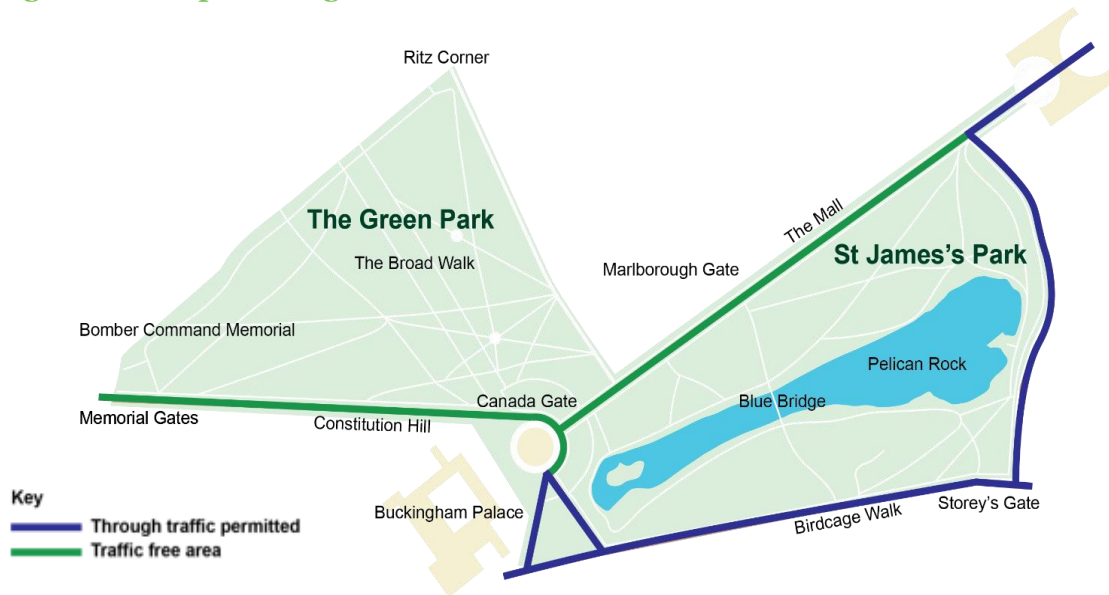 Ritz Corner
The Green Park
The Broad Walk
The Mall
Marlborough Gate
St James's Park
Bomber Command Memorial
Pelican Rock
Blue Bridge
Canada Gate
Memorial Gates
Constitution Hill
Buckingham Palace
Birdcage Walk
Storey's Gate
Key
Through traffic permitted
Traffic free area